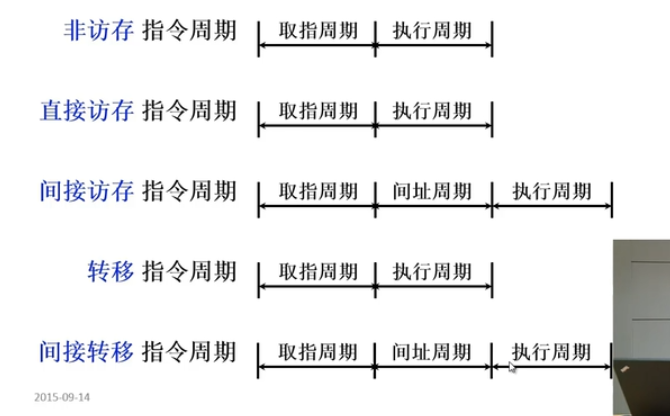 非访存 指令周期 取指周期 执行周期
直接访存 指令周期 取指周期 执行周期
间接访存 指令周期 取指周期 间址周期 执行周期
转移 指令周期 取指周期 执行周期
间接转移 指令周期 取指周期 间址周期 执行周期
2015-09-14